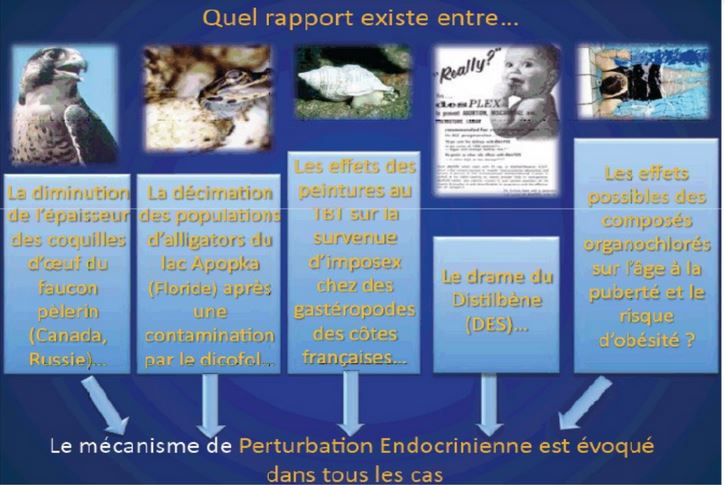 Quel rapport existe entre...
"Really?"
desPLEX
La diminution
de l'épaisseur
des coquilles
d'œuf du
faucon
pèlerin
(Canada,
Russie)...
La décimation
des populations
d'alligators du
lac Apopka
(Floride) après
une
contamination
par le dicofol...
Les effets des
peintures au
TBT sur la
survenue
d'imposex
chez des
gastéropodes
des côtes
françaises...
Le drame du
Distilbène
(DES)...
Les effets
possibles des
composés
organochlorés
sur l'âge à la
puberté et le
risque
d'obésité ?
Le mécanisme de Perturbation Endocrinienne est évoqué
dans tous les cas